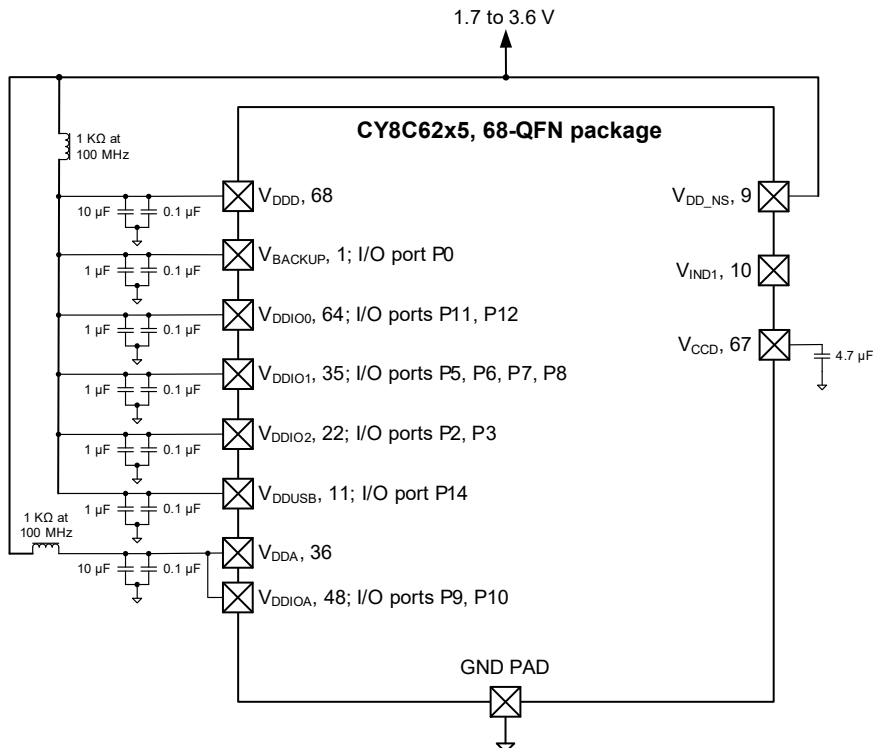 1.7 to 3.6 V
CY8C62x5, 68-QFN package
1 KΩ at
100 MHz
10 µF
0.1 µF
VDDD, 68
VDD_NS, 9
1 µF
0.1 µF
VBACKUP, 1; I/O port P0
VIND1, 10
1 µF
0.1 µF
VDDIO0, 64; I/O ports P11, P12
VCCD, 67
4.7 µF
1 µF
0.1 µF
VDDIO1, 35; I/O ports P5, P6, P7, P8
1 µF
0.1 µF
VDDIO2, 22; I/O ports P2, P3
1 µF
0.1 µF
VDDUSB, 11; I/O port P14
1 KΩ at
100 MHz
10 µF
0.1 µF
VDDA, 36
VDDIOA, 48; I/O ports P9, P10
GND PAD